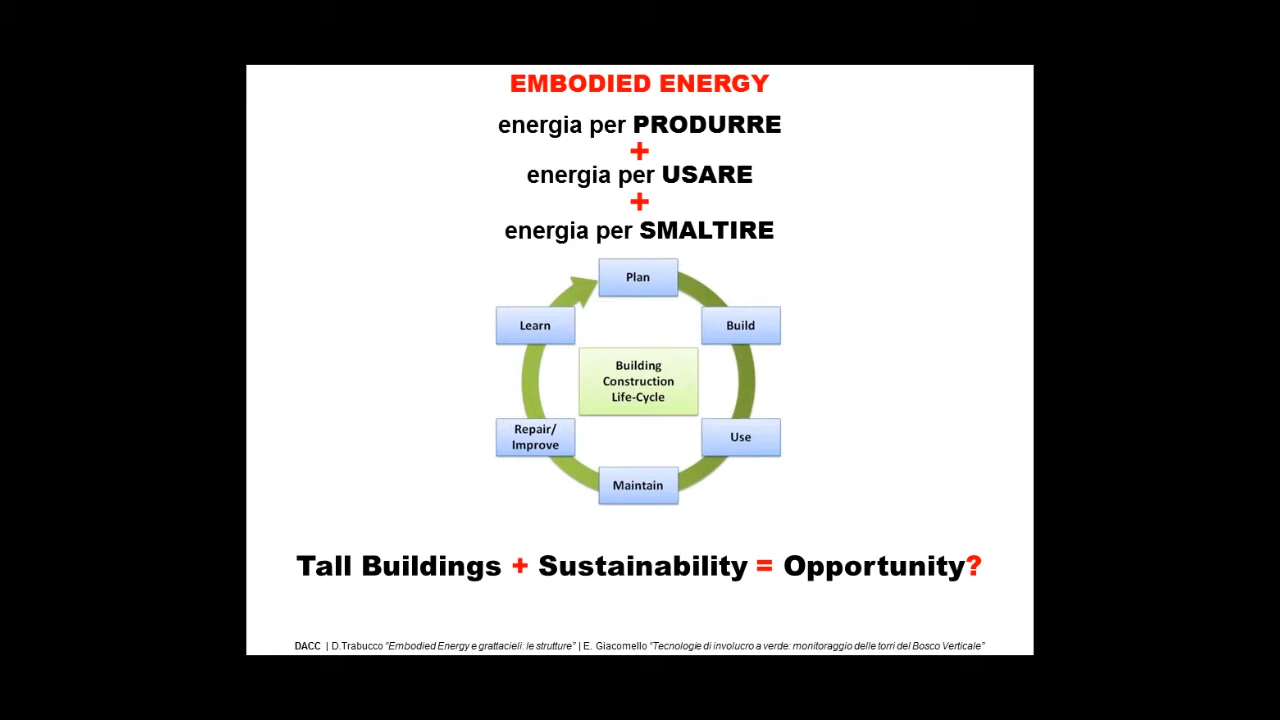 EMBODIED ENERGY
energia per PRODURRE
+
energia per USARE
+
energia per SMALTIRE
Plan
Learn
Build
Building
Construction
Life-Cycle
Repair/
Improve
Use
Maintain
Tall Buildings + Sustainability = Opportunity?
DACC | D.Trabucco "Embodied Energy e grattacieli: le strutture" | E. Giacomello "Tecnologie di involucro a verde: monitoraggio delle torri del Bosco Verticale"